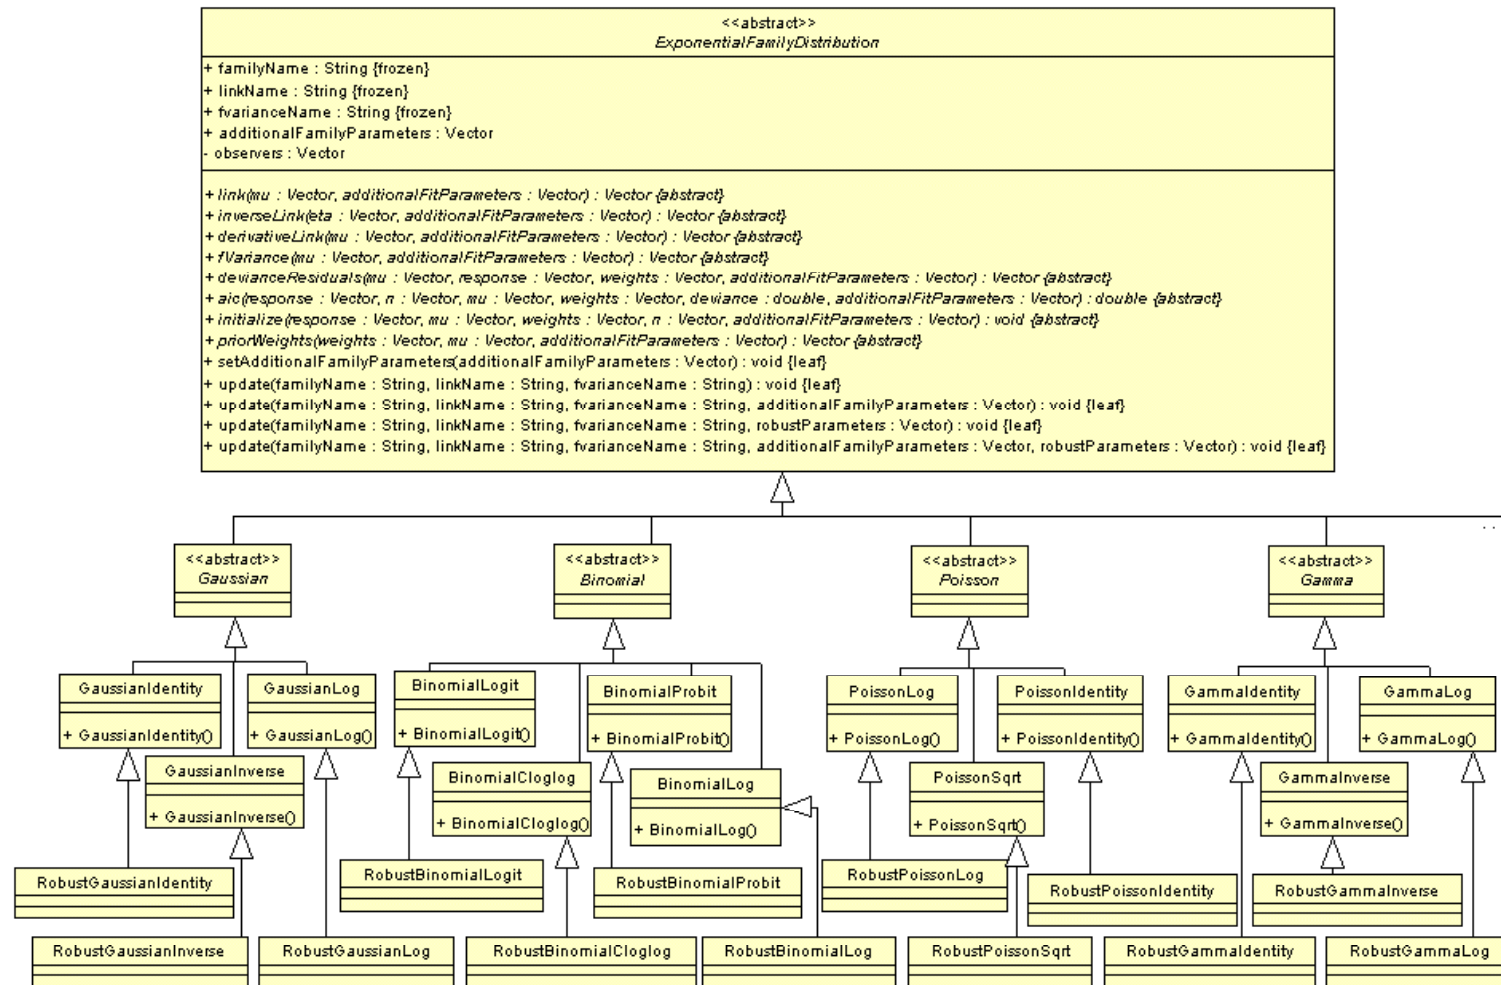 <<abstract>>
ExponentialFamilyDistribution
+ familyName : String {frozen}
+ linkName : String {frozen}
+ fvarianceName : String {frozen}
+ additionalFamilyParameters : Vector
- observers : Vector
+ link(mu : Vector, additionalFitParameters : Vector) : Vector {abstract}
+ inverseLink(eta : Vector, additionalFitParameters : Vector) : Vector {abstract}
+ derivativeLink(mu : Vector, additionalFitParameters : Vector) : Vector {abstract}
+ fVariance(mu : Vector, additionalFitParameters : Vector) : Vector {abstract}
+ devianceResiduals(mu : Vector, response : Vector, weights : Vector, additionalFitParameters : Vector) : Vector {abstract}
+ aic(response : Vector, n : Vector, mu : Vector, weights : Vector, deviance : double, additionalFitParameters : Vector) : double {abstract}
+ initialize(response : Vector, mu : Vector, weights : Vector, n : Vector, additionalFitParameters : Vector) : void {abstract}
+ priorWeights(weights : Vector, mu : Vector, additionalFitParameters : Vector) : Vector {abstract}
+ setAdditionalFamilyParameters(additionalFamilyParameters : Vector) : void {leaf}
+ update(familyName : String, linkName : String, fvarianceName : String) : void {leaf}
+ update(familyName : String, linkName : String, fvarianceName : String, additionalFamilyParameters : Vector) : void {leaf}
+ update(familyName : String, linkName : String, fvarianceName : String, robustParameters : Vector) : void {leaf}
+ update(familyName : String, linkName : String, fvarianceName : String, additionalFamilyParameters : Vector, robustParameters : Vector) : void {leaf}
. .
<<abstract>>
Gaussian
<<abstract>>
Binomial
<<abstract>>
Poisson
<<abstract>>
Gamma
GaussianIdentity
+ GaussianIdentity()
GaussianLog
+ GaussianLog()
BinomialLogit
+ BinomialLogit()
BinomialProbit
+ BinomialProbit()
PoissonLog
+ PoissonLog()
PoissonIdentity
+ PoissonIdentity()
GammaIdentity
+ GammaIdentity()
GammaLog
+ GammaLog()
GaussianInverse
+ GaussianInverse()
BinomialCloglog
+ BinomialCloglog()
BinomialLog
+ BinomialLog()
PoissonSqrt
+ PoissonSqrt()
GammaInverse
+ GammaInverse()
RobustGaussianIdentity
RobustBinomialLogit
RobustBinomialProbit
RobustPoissonLog
RobustPoissonIdentity
RobustGammaInverse
RobustGaussianInverse
RobustGaussianLog
RobustBinomialCloglog
RobustBinomialLog
RobustPoissonSqrt
RobustGammaIdentity
RobustGammaLog